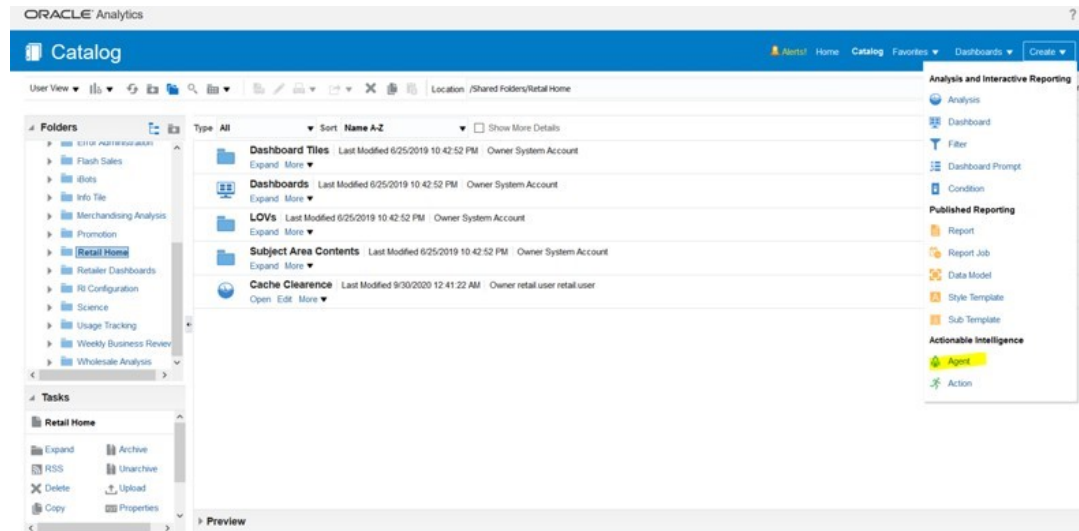 ORACLE Analytics
?
Catalog
Alerts! Home Catalog Favorites Dashboards Create
User View Location /Shared Folders/Retail Home
Folders
Error Administration
Flash Sales
iBots
Info Tile
Merchandising Analysis
Promotion
Retail Home
Retailer Dashboards
RI Configuration
Science
Usage Tracking
Weekly Business Review
Wholesale Analysis
Tasks
Retail Home
Expand Archive
RSS Unarchive
Delete Upload
Copy Properties
Type All Sort Name A-Z Show More Details
Dashboard Tiles Last Modified 6/25/2019 10:42:52 PM Owner System Account
Expand More
Dashboards Last Modified 6/25/2019 10:42:52 PM Owner System Account
Expand More
LOVs Last Modified 6/25/2019 10:42:52 PM Owner System Account
Expand More
Subject Area Contents Last Modified 6/25/2019 10:42:52 PM Owner System Account
Expand More
Cache Clearence Last Modified 9/30/2020 12:41:22 AM Owner retail.user retail.user
Open Edit More
Preview
Analysis and Interactive Reporting
Analysis
Dashboard
Filter
Dashboard Prompt
Condition
Published Reporting
Report
Report Job
Data Model
Style Template
Sub Template
Actionable Intelligence
Agent
Action